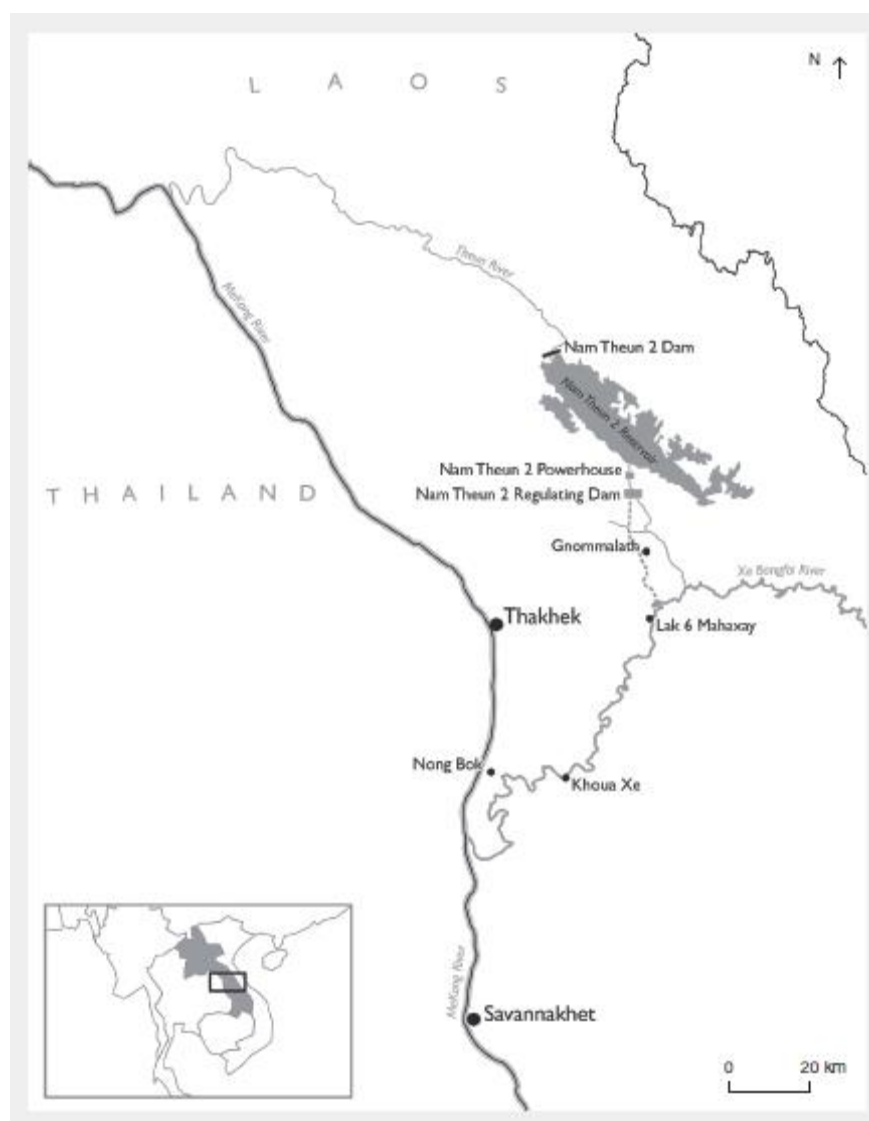 N
L A O S
Theun River
MeKong River
Nam Theun 2 Dam
Nam Theun 2 Reservoir
Nam Theun 2 Powerhouse
THAILAND
Nam Theun 2 Regulating Dam
Gnommalath
Xe Bongfai River
Thakhek
Lak 6 Mahaxay
Nong Bok
Khoua Xe
MeKong River
Savannakhet
0 20 km